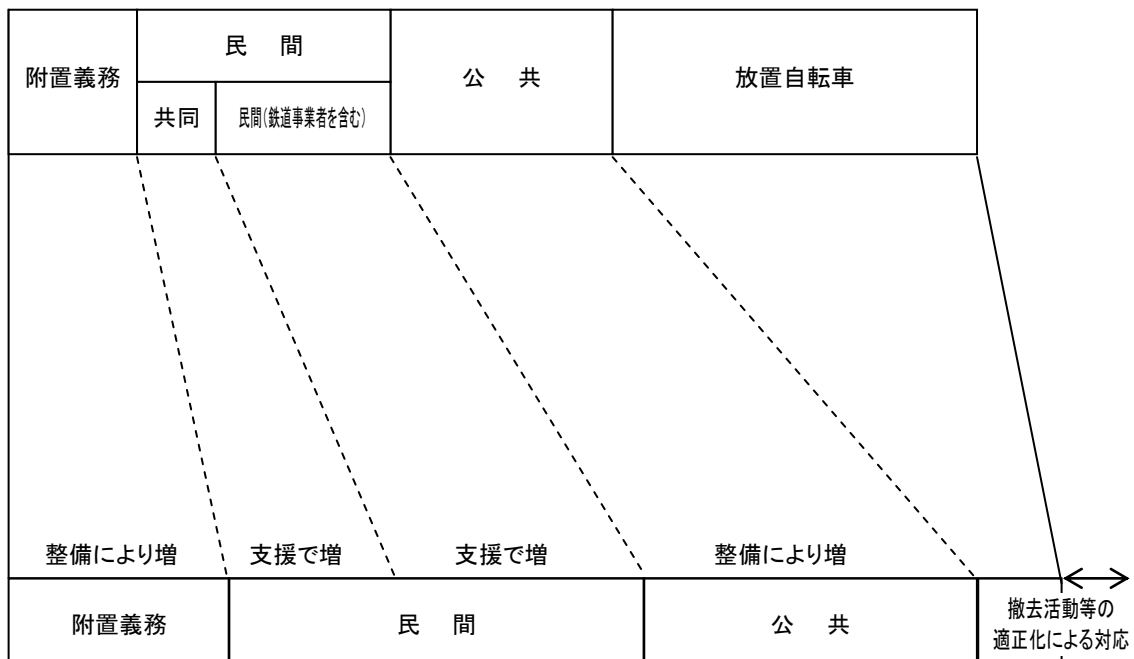 附置義務
民 間
公 共
放置自転車
共同
民間(鉄道事業者を含む)
整備により増
支援で増
支援で増
整備により増
附置義務
民 間
公 共
撤去活動等の
適正化による対応